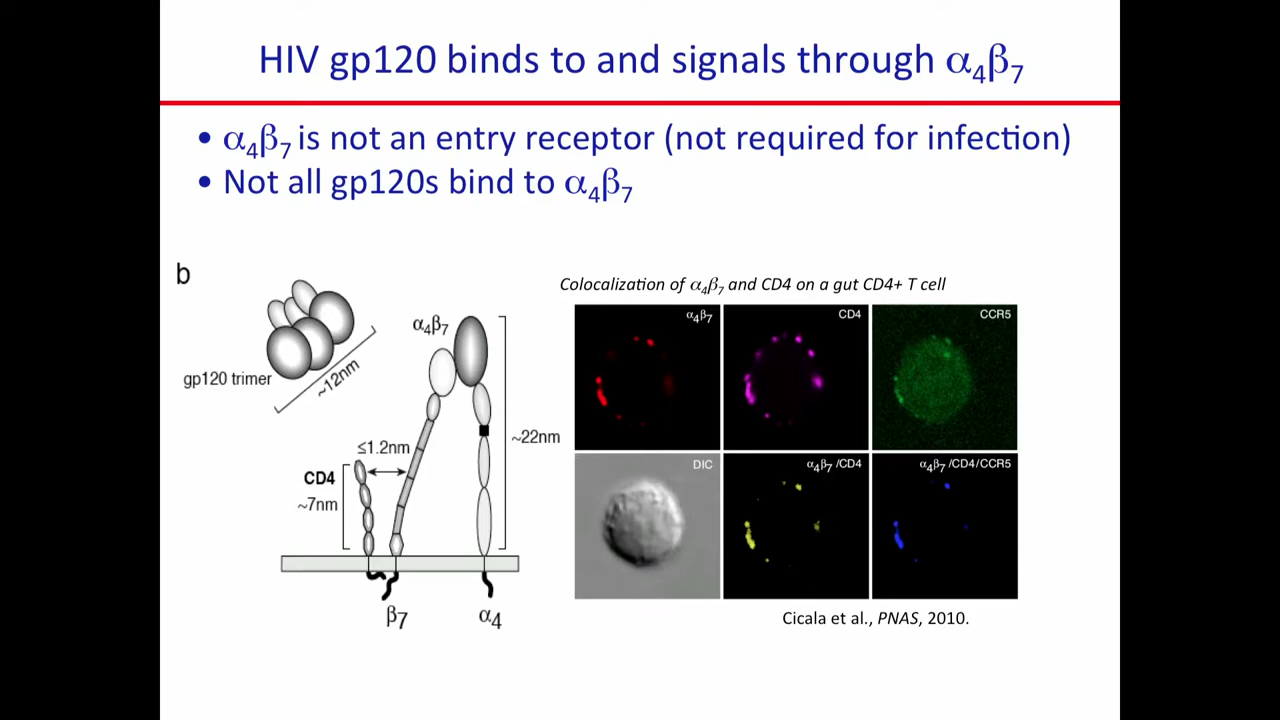 HIV gp120 binds to and signals through α4β7
• α4β7 is not an entry receptor (not required for infection)
• Not all gp120s bind to α4β7
b
gp120 trimer
~12nm
α4β7
≤1.2nm
CD4
~7nm
~22nm
β7
α4
Colocalization of α4β7 and CD4 on a gut CD4+ T cell
α4β7
CD4
CCR5
DIC
α4β7 /CD4
α4β7 /CD4/CCR5
Cicala et al., PNAS, 2010.